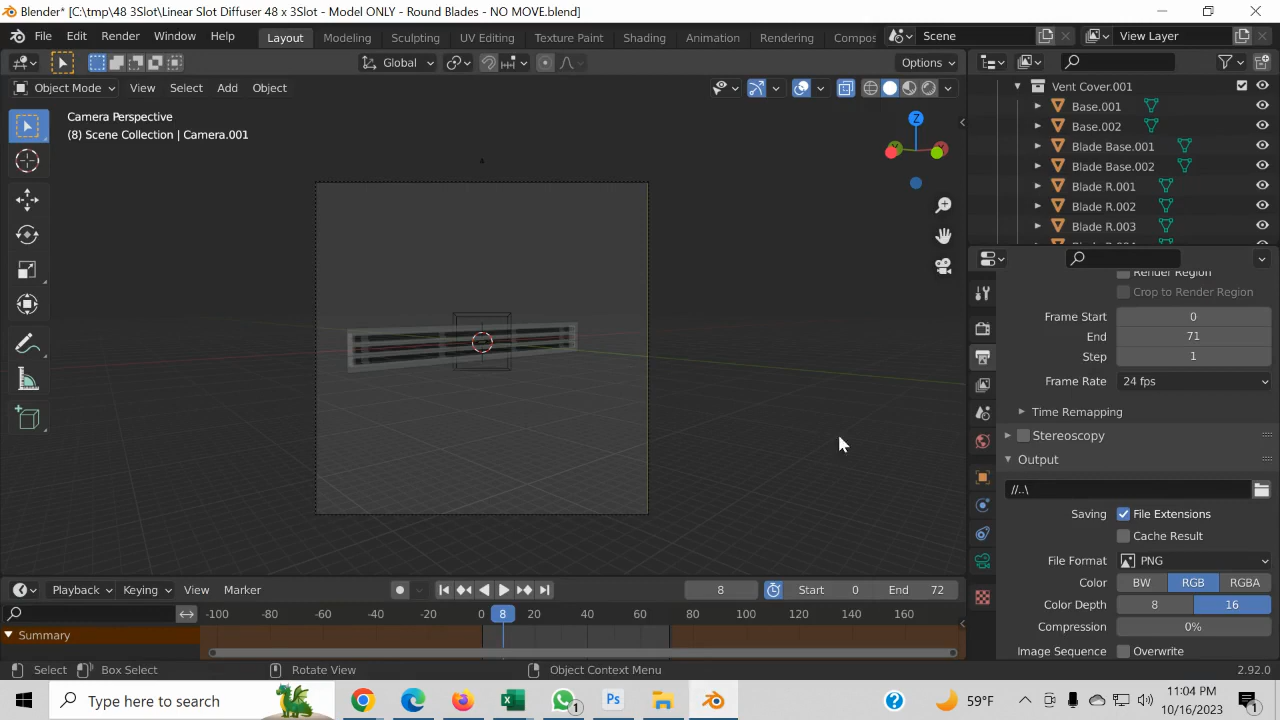 Blender* [C:\tmp\48 3Slot\Linear Slot Diffuser 48 x 3Slot - Model ONLY - Round Blades - NO MOVE.blend]
File Edit Render Window Help Layout Modeling Sculpting UV Editing Texture Paint Shading Animation Rendering Compos Scene View Layer
Global Options
Object Mode View Select Add Object
Camera Perspective
(8) Scene Collection | Camera.001
Z
Vent Cover.001
Base.001
Base.002
Blade Base.001
Blade Base.002
Blade R.001
Blade R.002
Blade R.003
Render Region
Crop to Render Region
Frame Start 0
End 71
Step 1
Frame Rate 24 fps
Time Remapping
Stereoscopy
Output
//..\
Saving File Extensions
Cache Result
File Format PNG
Color BW RGB RGBA
Color Depth 8 16
Compression 0%
Image Sequence Overwrite
Playback Keying View Marker 8 Start 0 End 72
-100 -80 -60 -40 -20 0 8 20 40 60 80 100 120 140 160
Summary
Select Box Select Rotate View Object Context Menu 2.92.0
Type here to search 1 Ps 59°F 11:04 PM
10/16/2023 1